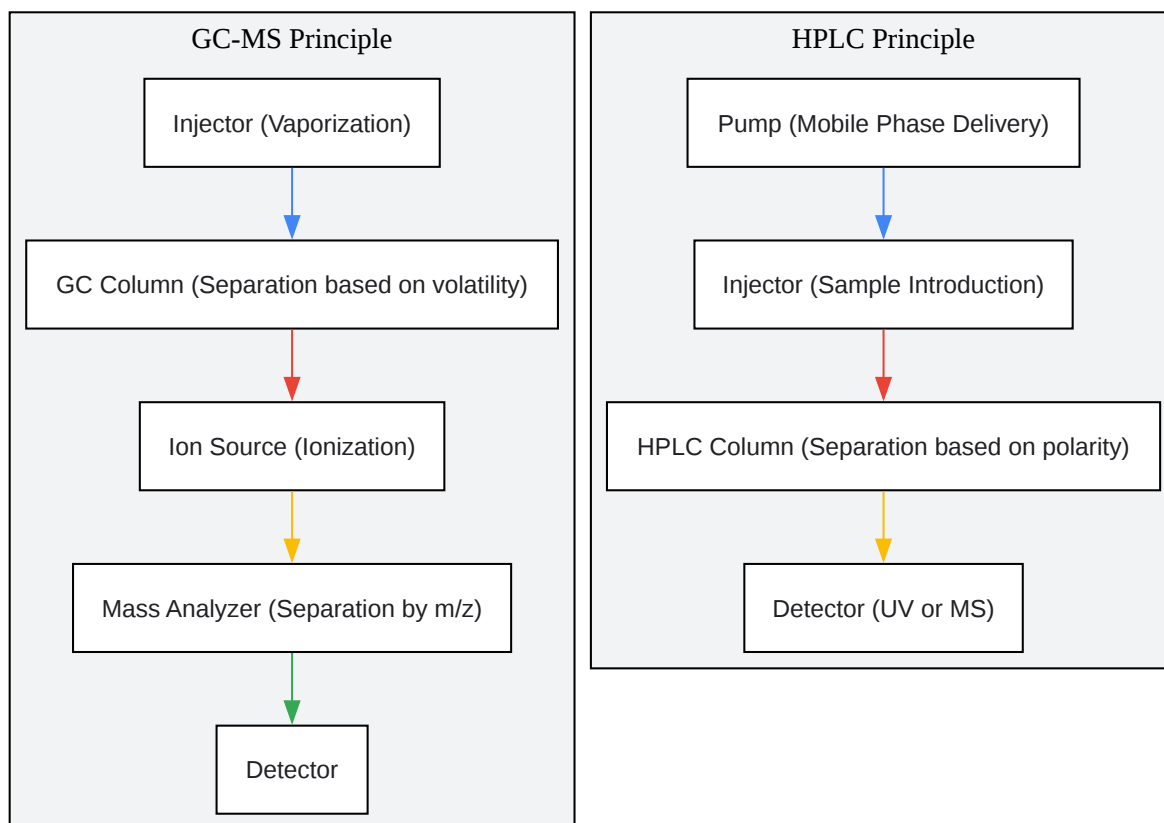 GC-MS Principle
Injector (Vaporization)
GC Column (Separation based on volatility)
Ion Source (Ionization)
Mass Analyzer (Separation by m/z)
Detector
HPLC Principle
Pump (Mobile Phase Delivery)
Injector (Sample Introduction)
HPLC Column (Separation based on polarity)
Detector (UV or MS)